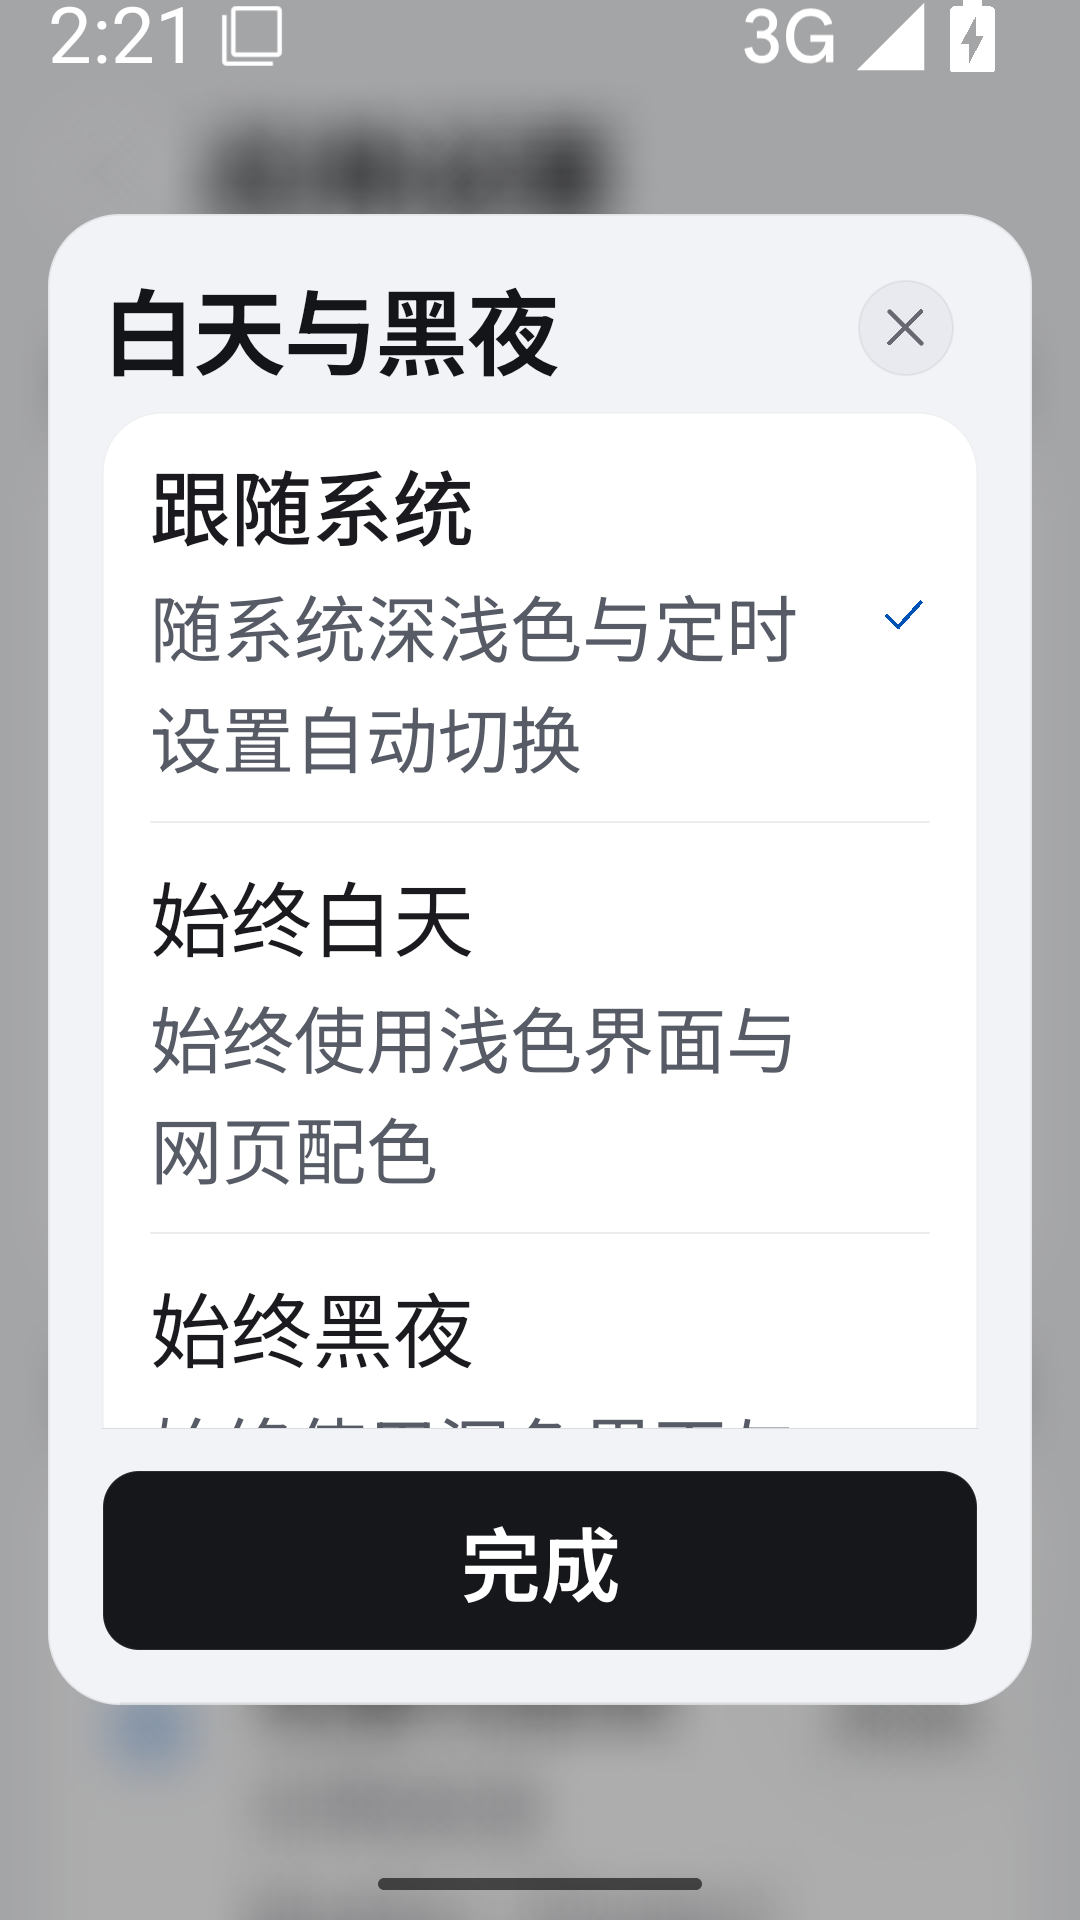 2:21
3G
白天与黑夜
跟随系统
随系统深浅色与定时
设置自动切换
始终白天
始终使用浅色界面与
网页配色
始终黑夜
完成